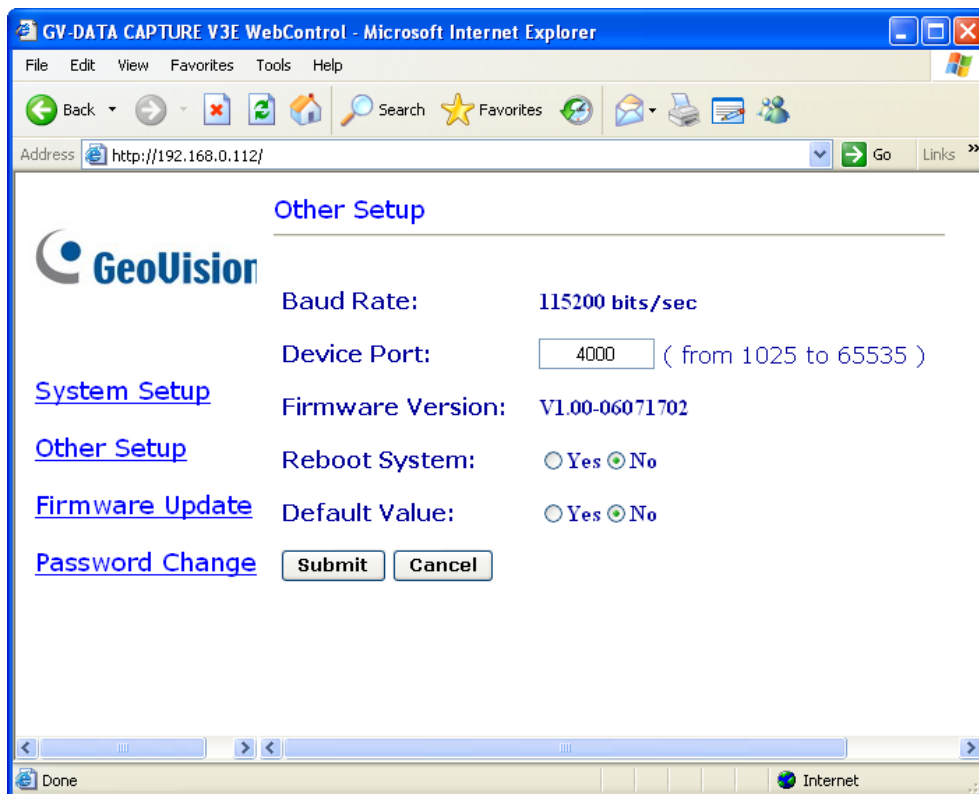 GV-DATA CAPTURE V3E WebControl - Microsoft Internet Explorer
File Edit View Favorites Tools Help
Back Search Favorites
Address http://192.168.0.112/ Go Links »
GeoVision
System Setup
Other Setup
Firmware Update
Password Change
Other Setup
Baud Rate: 115200 bits/sec
Device Port: 4000 ( from 1025 to 65535 )
Firmware Version: V1.00-06071702
Reboot System: Yes No
Default Value: Yes No
Submit Cancel
Done Internet